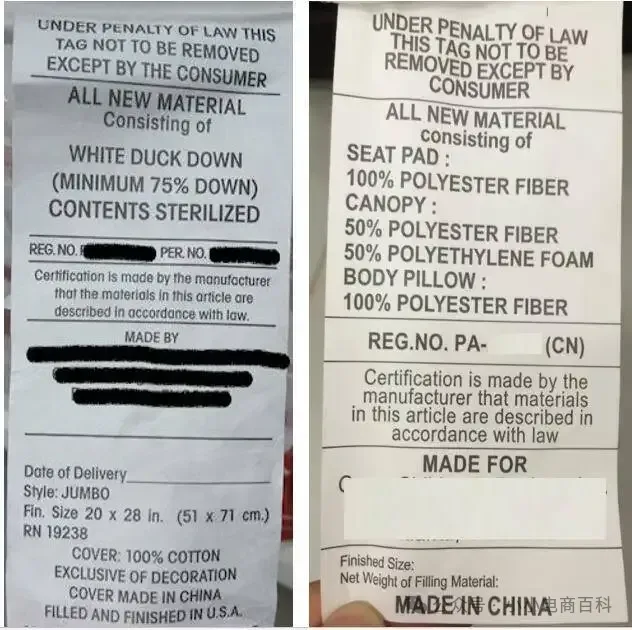 UNDER PENALTY OF LAW THIS
TAG NOT TO BE REMOVED
EXCEPT BY THE CONSUMER
ALL NEW MATERIAL
Consisting of
WHITE DUCK DOWN
(MINIMUM 75% DOWN)
CONTENTS STERILIZED
REG. NO. PER. NO.
Certification is made by the manufacturer
that the materials in this article are
described in accordance with law.
MADE BY
Date of Delivery
Style: JUMBO
Fin. Size 20 x 28 in. (51 x 71 cm.)
RN 19238
COVER: 100% COTTON
EXCLUSIVE OF DECORATION
COVER MADE IN CHINA
FILLED AND FINISHED IN U.S.A.
UNDER PENALTY OF LAW
THIS TAG NOT TO BE
REMOVED EXCEPT BY
CONSUMER
ALL NEW MATERIAL
consisting of
SEAT PAD :
100% POLYESTER FIBER
CANOPY :
50% POLYESTER FIBER
50% POLYETHYLENE FOAM
BODY PILLOW :
100% POLYESTER FIBER
REG.NO. PA- (CN)
Certification is made by the
manufacturer that materials
in this article are described in
accordance with law
MADE FOR
Finished Size:
Net Weight of Filling Material:
MADE IN CHINA
电商百科